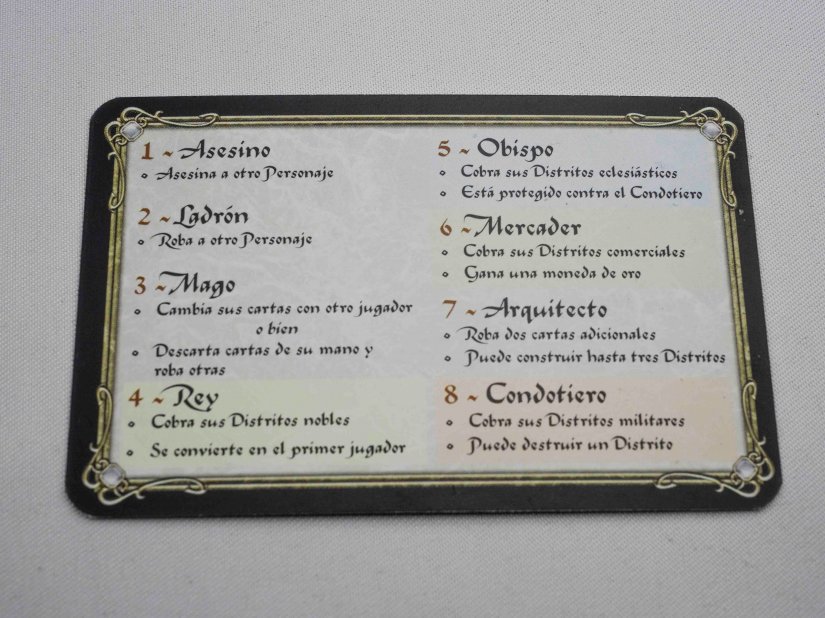 1 ~ Asesino
◦ Asesina a otro Personaje
2 ~ Ladrón
◦ Roba a otro Personaje
3 ~ Mago
◦ Cambia sus cartas con otro jugador
o bien
◦ Descarta cartas de su mano y
roba otras
4 ~ Rey
◦ Cobra sus Distritos nobles
◦ Se convierte en el primer jugador
5 ~ Obispo
◦ Cobra sus Distritos eclesiásticos
◦ Está protegido contra el Condotiero
6 ~ Mercader
◦ Cobra sus Distritos comerciales
◦ Gana una moneda de oro
7 ~ Arquitecto
◦ Roba dos cartas adicionales
◦ Puede construir hasta tres Distritos
8 ~ Condotiero
◦ Cobra sus Distritos militares
◦ Puede destruir un Distrito